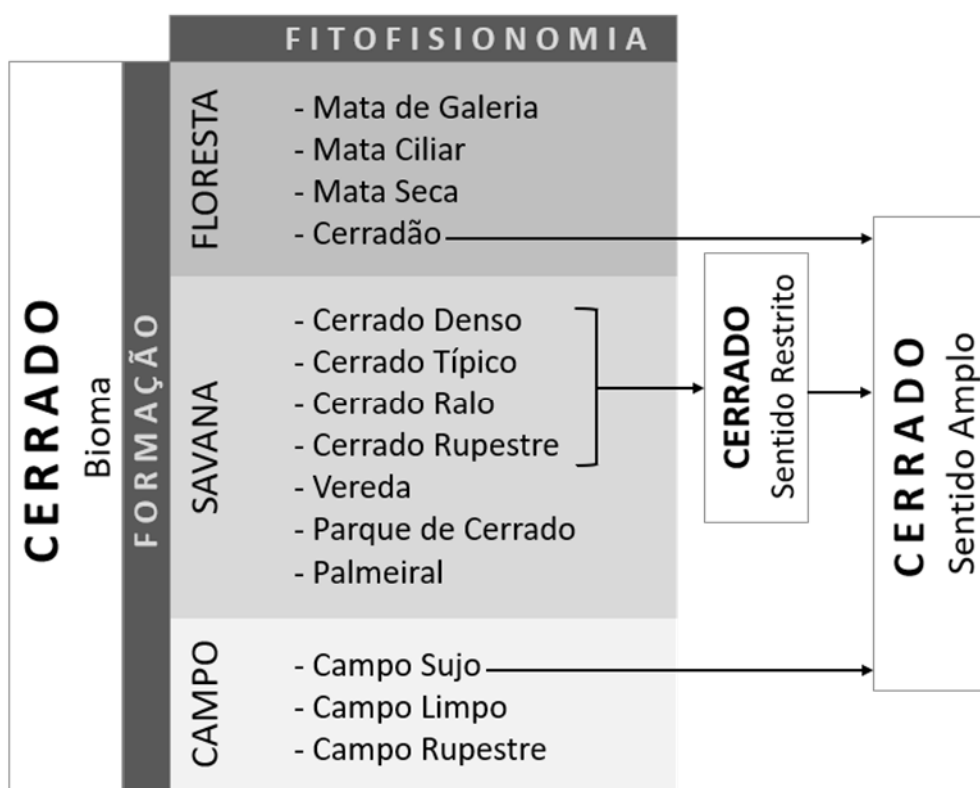 FITOFISIONOMIA
CERRADO
Bioma
FORMAÇÃO
FLORESTA
- Mata de Galeria
- Mata Ciliar
- Mata Seca
- Cerradão
SAVANA
- Cerrado Denso
- Cerrado Típico
- Cerrado Ralo
- Cerrado Rupestre
- Vereda
- Parque de Cerrado
- Palmeiral
CAMPO
- Campo Sujo
- Campo Limpo
- Campo Rupestre
CERRADO
Sentido Restrito
CERRADO
Sentido Amplo